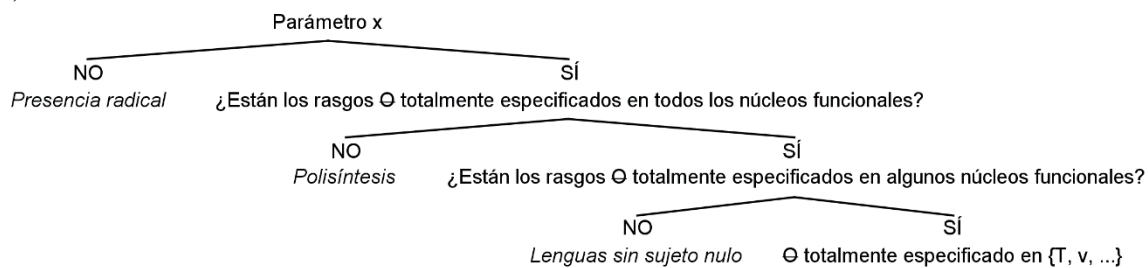 Parámetro x
NO SÍ
Presencia radical ¿Están los rasgos Ꝋ totalmente especificados en todos los núcleos funcionales?
NO SÍ
Polisíntesis ¿Están los rasgos Ꝋ totalmente especificados en algunos núcleos funcionales?
NO SÍ
Lenguas sin sujeto nulo Ꝋ totalmente especificado en {T, v, ...}